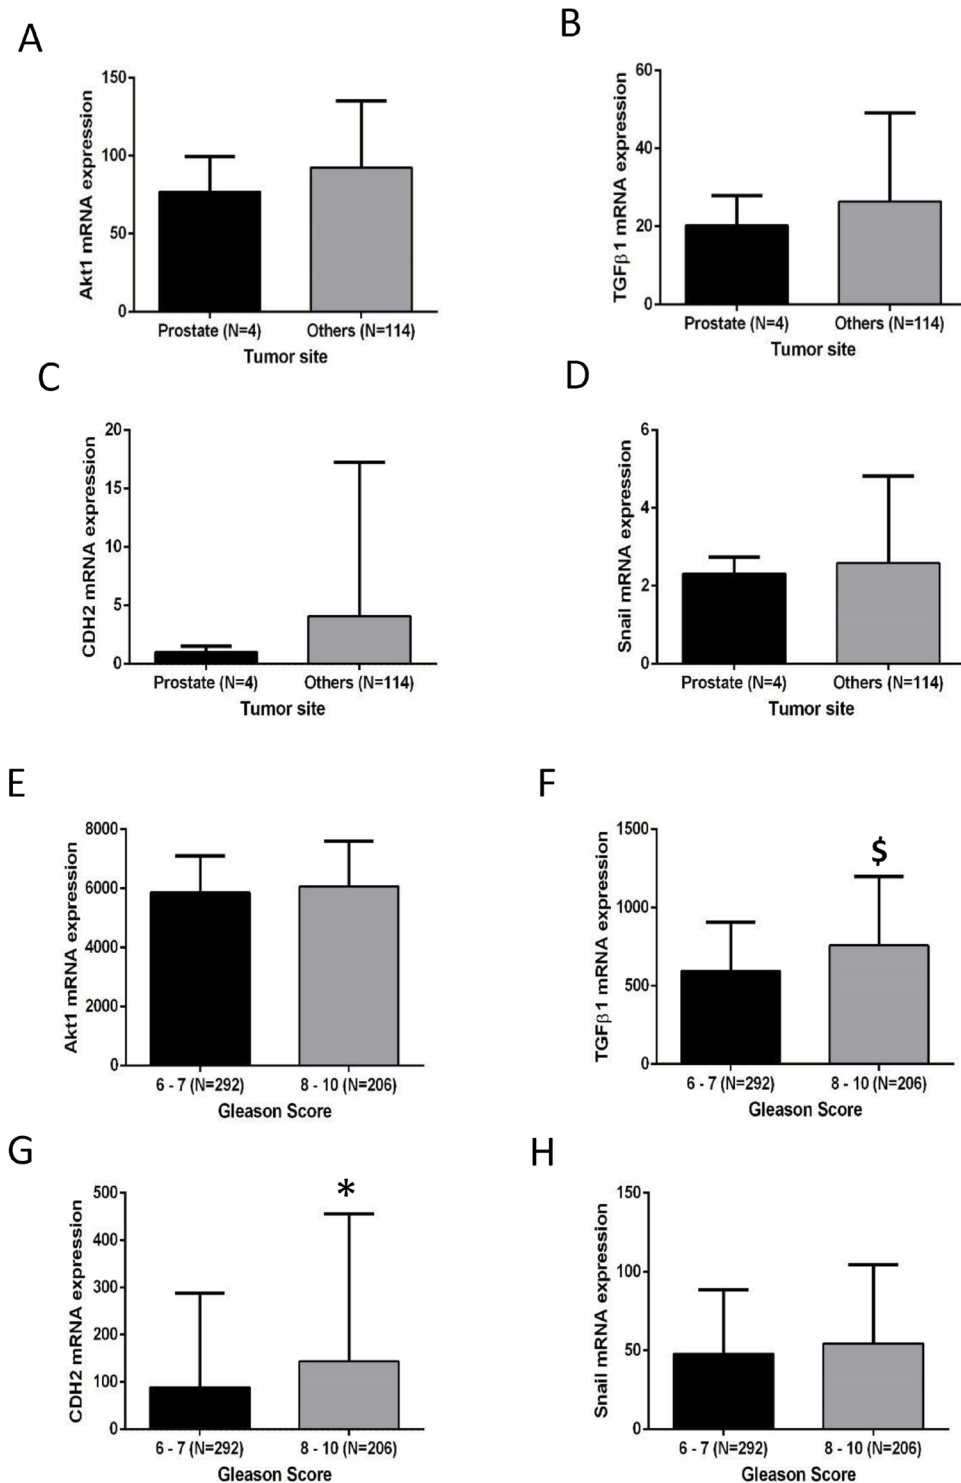 A
Akt1 mRNA expression
150
100
50
0
Prostate (N=4) Others (N=114)
Tumor site
B
TGFβ1 mRNA expression
60
40
20
0
Prostate (N=4) Others (N=114)
Tumor site
C
CDH2 mRNA expression
20
15
10
5
0
Prostate (N=4) Others (N=114)
Tumor site
D
Snail mRNA expression
6
4
2
0
Prostate (N=4) Others (N=114)
Tumor site
E
Akt1 mRNA expression
8000
6000
4000
2000
0
6 - 7 (N=292) 8 - 10 (N=206)
Gleason Score
F
TGFβ1 mRNA expression
1500
1000
500
0
$
6 - 7 (N=292) 8 - 10 (N=206)
Gleason Score
G
CDH2 mRNA expression
500
400
300
200
100
0
*
6 - 7 (N=292) 8 - 10 (N=206)
Gleason Score
H
Snail mRNA expression
150
100
50
0
6 - 7 (N=292) 8 - 10 (N=206)
Gleason Score